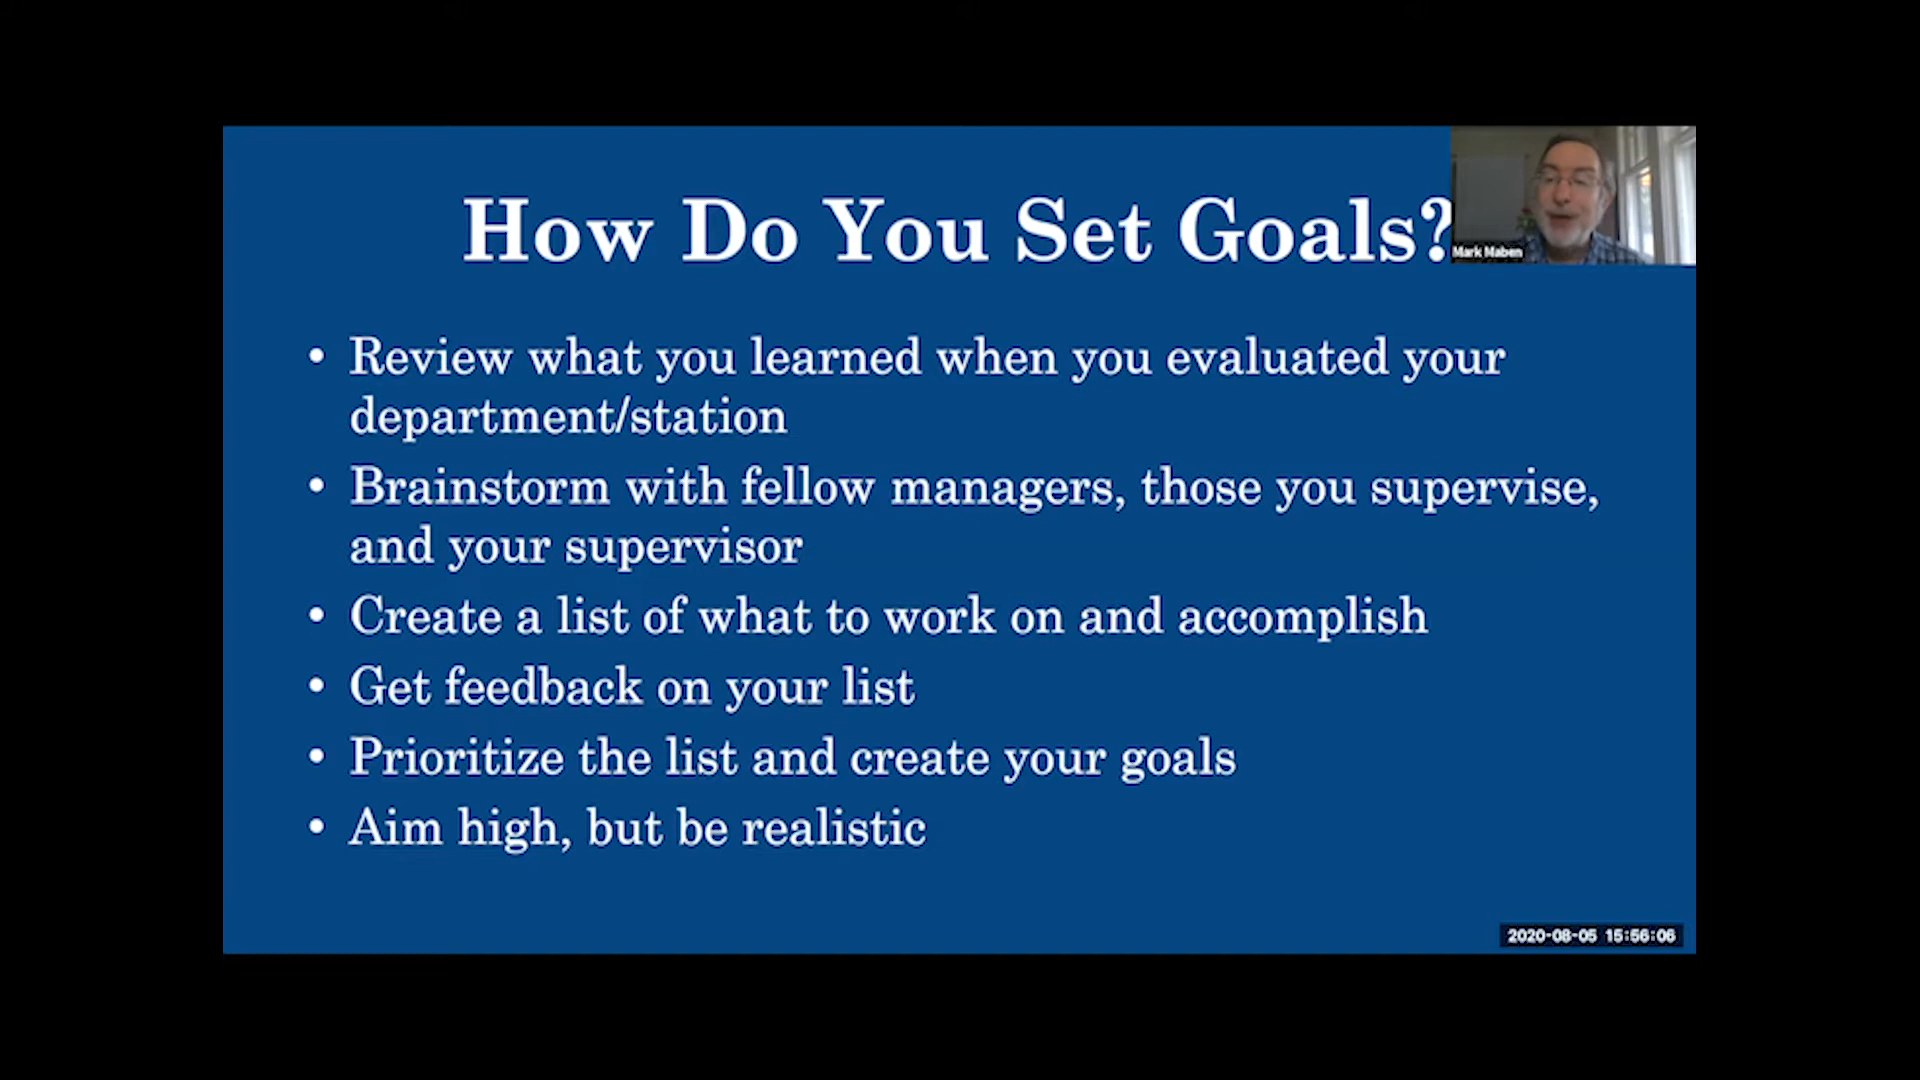 How Do You Set Goals?
Mark Maben
• Review what you learned when you evaluated your
department/station
• Brainstorm with fellow managers, those you supervise,
and your supervisor
• Create a list of what to work on and accomplish
• Get feedback on your list
• Prioritize the list and create your goals
• Aim high, but be realistic
2020-08-05 15:56:06